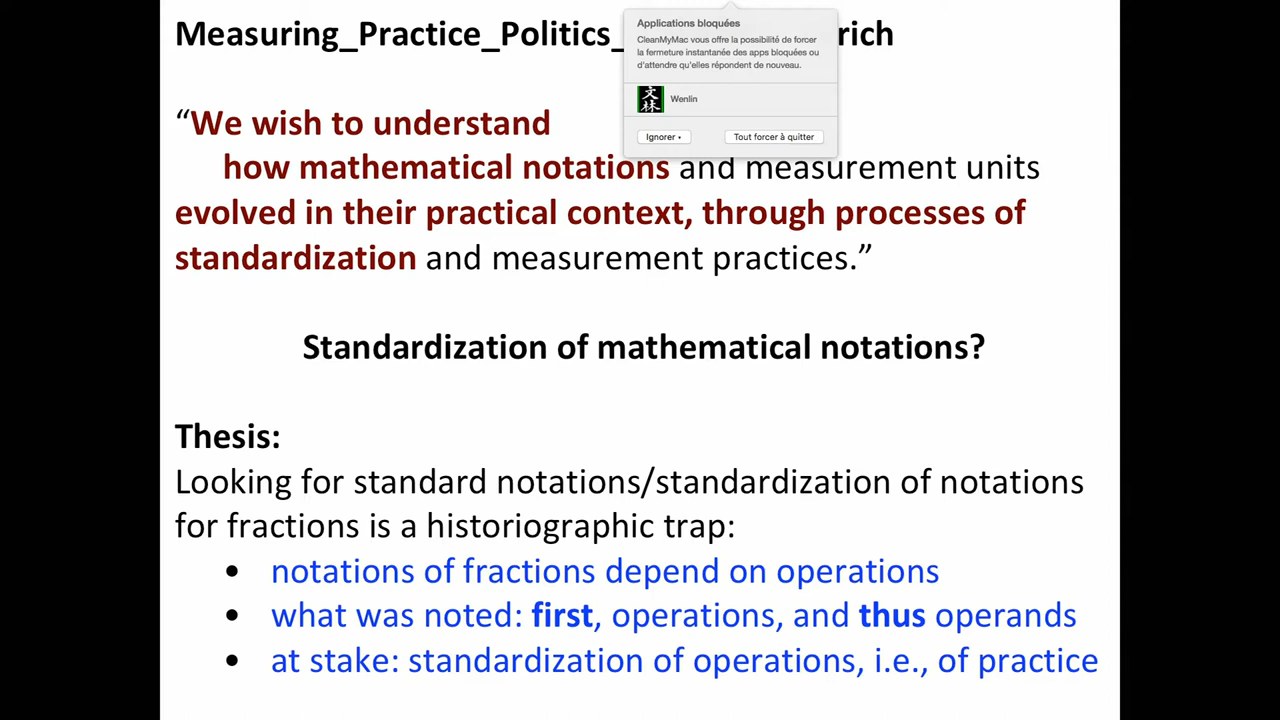 Measuring_Practice_Politics_ rich
“We wish to understand
how mathematical notations and measurement units
evolved in their practical context, through processes of
standardization and measurement practices.”
Standardization of mathematical notations?
Thesis:
Looking for standard notations/standardization of notations
for fractions is a historiographic trap:
• notations of fractions depend on operations
• what was noted: first, operations, and thus operands
• at stake: standardization of operations, i.e., of practice
Applications bloquées
CleanMyMac vous offre la possibilité de forcer
la fermeture instantanée des apps bloquées ou
d'attendre qu'elles répondent de nouveau.
文
林
Wenlin
Ignorer
Tout forcer à quitter